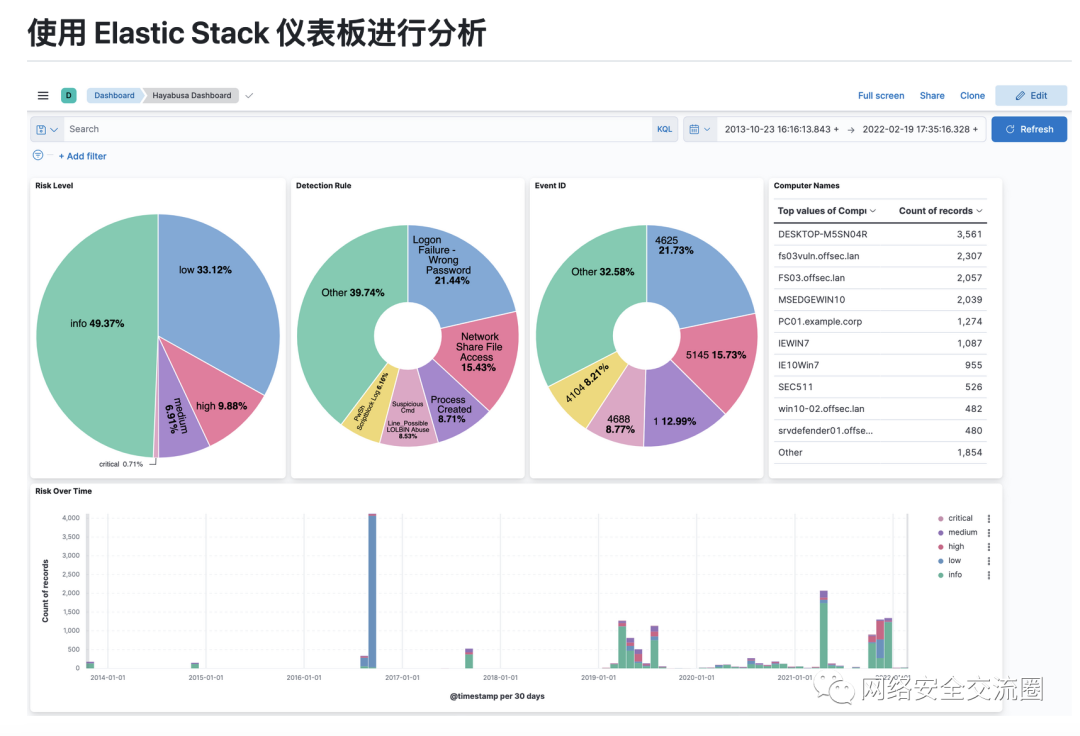 使用 Elastic Stack 仪表板进行分析
D
Dashboard
Hayabusa Dashboard
Full screen
Share
Clone
Edit
Search
KQL
2013-10-23 16:16:13.843 +
→
2022-02-19 17:35:16.328 +
Refresh
+ Add filter
Risk Level
low 33.12%
info 49.37%
high 9.88%
medium
6.91%
critical 0.71%
Detection Rule
Logon
Failure -
Wrong
Password
21.44%
Other 39.74%
Network
Share File
Access
15.43%
Process
Created
8.71%
Suspicious
Cmd
Line_Possible
LOLBIN Abuse
8.53%
PwSh
Scriptblock Log 6.16%
Event ID
4625
21.73%
Other 32.58%
5145 15.73%
1 12.99%
4688
8.77%
4104 8.21%
Computer Names
Top values of Compu
Count of records
DESKTOP-M5SN04R 3,561
fs03vuln.offsec.lan 2,307
FS03.offsec.lan 2,057
MSEDGEWIN10 2,039
PC01.example.corp 1,274
IEWIN7 1,087
IE10Win7 955
SEC511 526
win10-02.offsec.lan 482
srvdefender01.offse... 480
Other 1,854
Risk Over Time
Count of records
4,000
3,500
3,000
2,500
2,000
1,500
1,000
500
0
2014-01-01
2015-01-01
2016-01-01
2017-01-01
2018-01-01
2019-01-01
2020-01-01
2021-01-01
2022-01-01
@timestamp per 30 days
critical
medium
high
low
info
网络安全交流圈